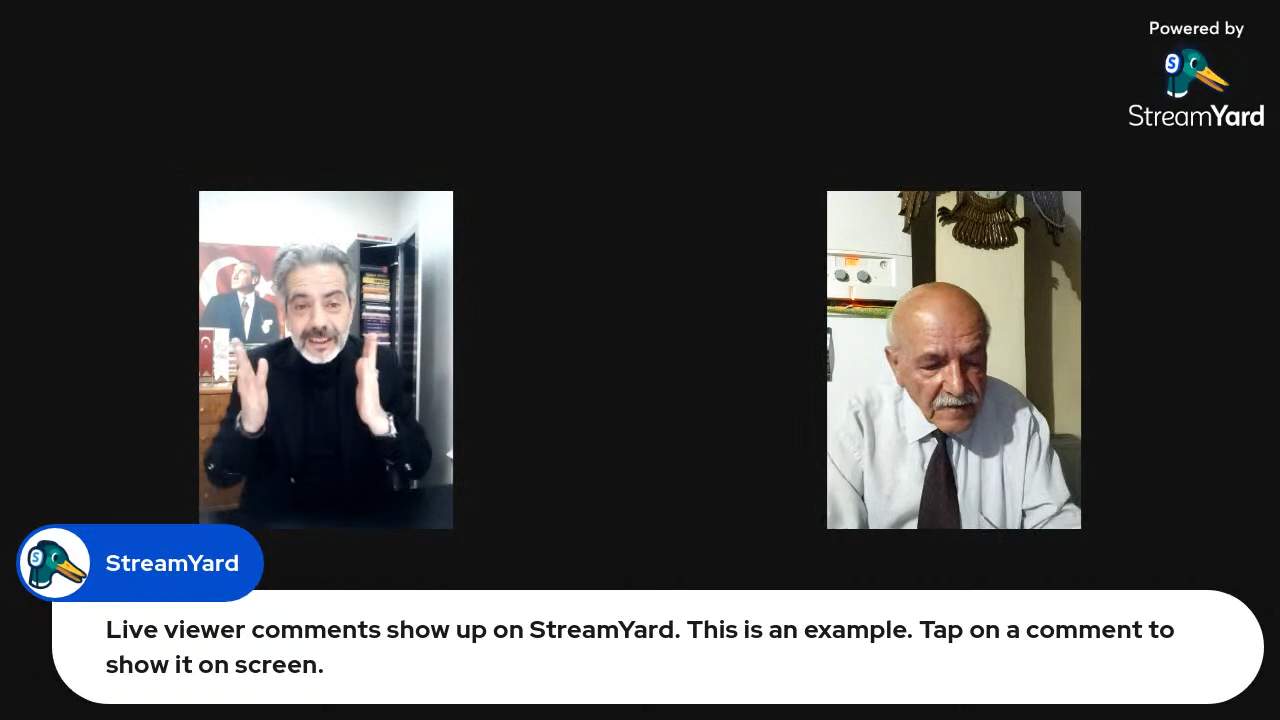 Powered by
StreamYard
StreamYard
Live viewer comments show up on StreamYard. This is an example. Tap on a comment to
show it on screen.